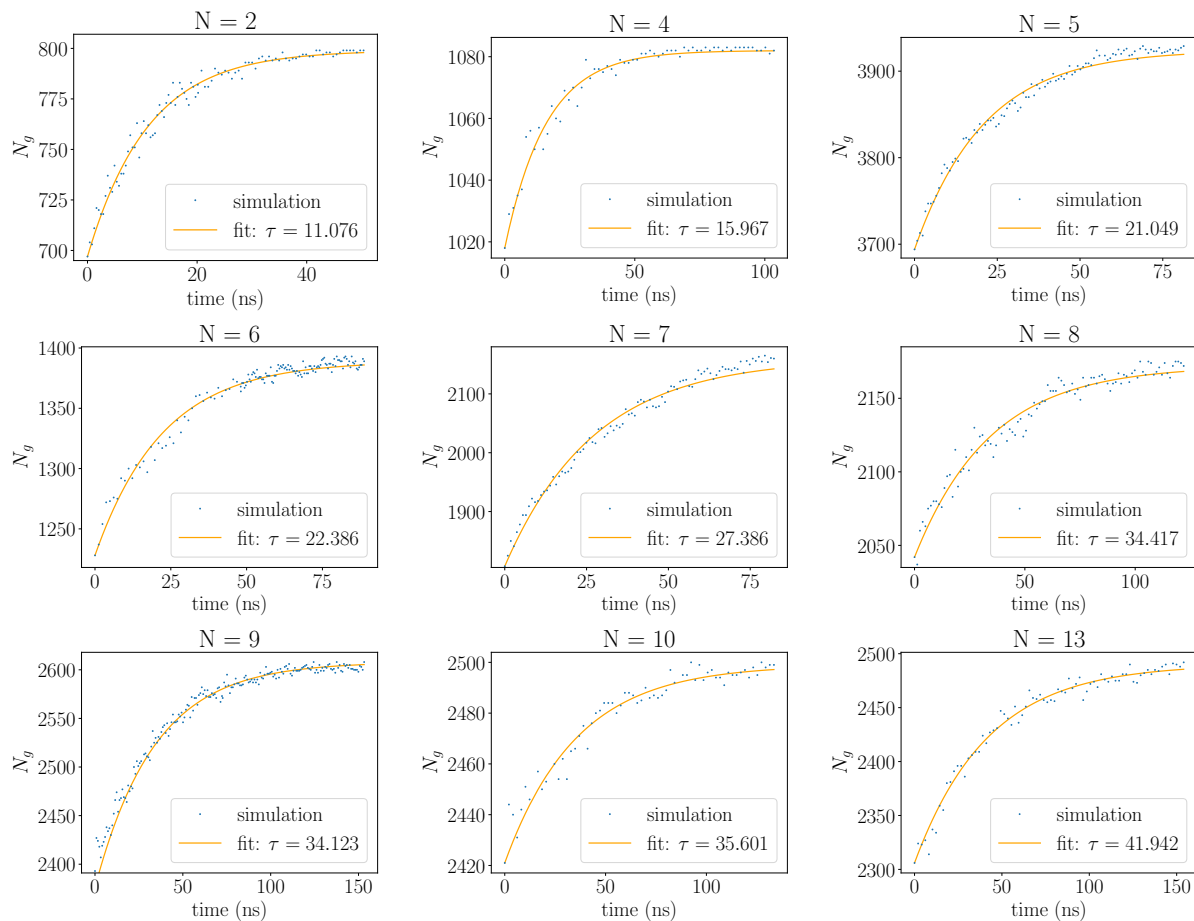 N = 2
800
775
750
725
700
N_g
simulation
fit: τ = 11.076
0 20 40
time (ns)
N = 4
1080
1060
1040
1020
N_g
simulation
fit: τ = 15.967
0 50 100
time (ns)
N = 5
3900
3800
3700
N_g
simulation
fit: τ = 21.049
0 25 50 75
time (ns)
N = 6
1400
1350
1300
1250
N_g
simulation
fit: τ = 22.386
0 25 50 75
time (ns)
N = 7
2100
2000
1900
N_g
simulation
fit: τ = 27.386
0 25 50 75
time (ns)
N = 8
2150
2100
2050
N_g
simulation
fit: τ = 34.417
0 50 100
time (ns)
N = 9
2600
2550
2500
2450
2400
N_g
simulation
fit: τ = 34.123
0 50 100 150
time (ns)
N = 10
2500
2480
2460
2440
2420
N_g
simulation
fit: τ = 35.601
0 50 100
time (ns)
N = 13
2500
2450
2400
2350
2300
N_g
simulation
fit: τ = 41.942
0 50 100 150
time (ns)